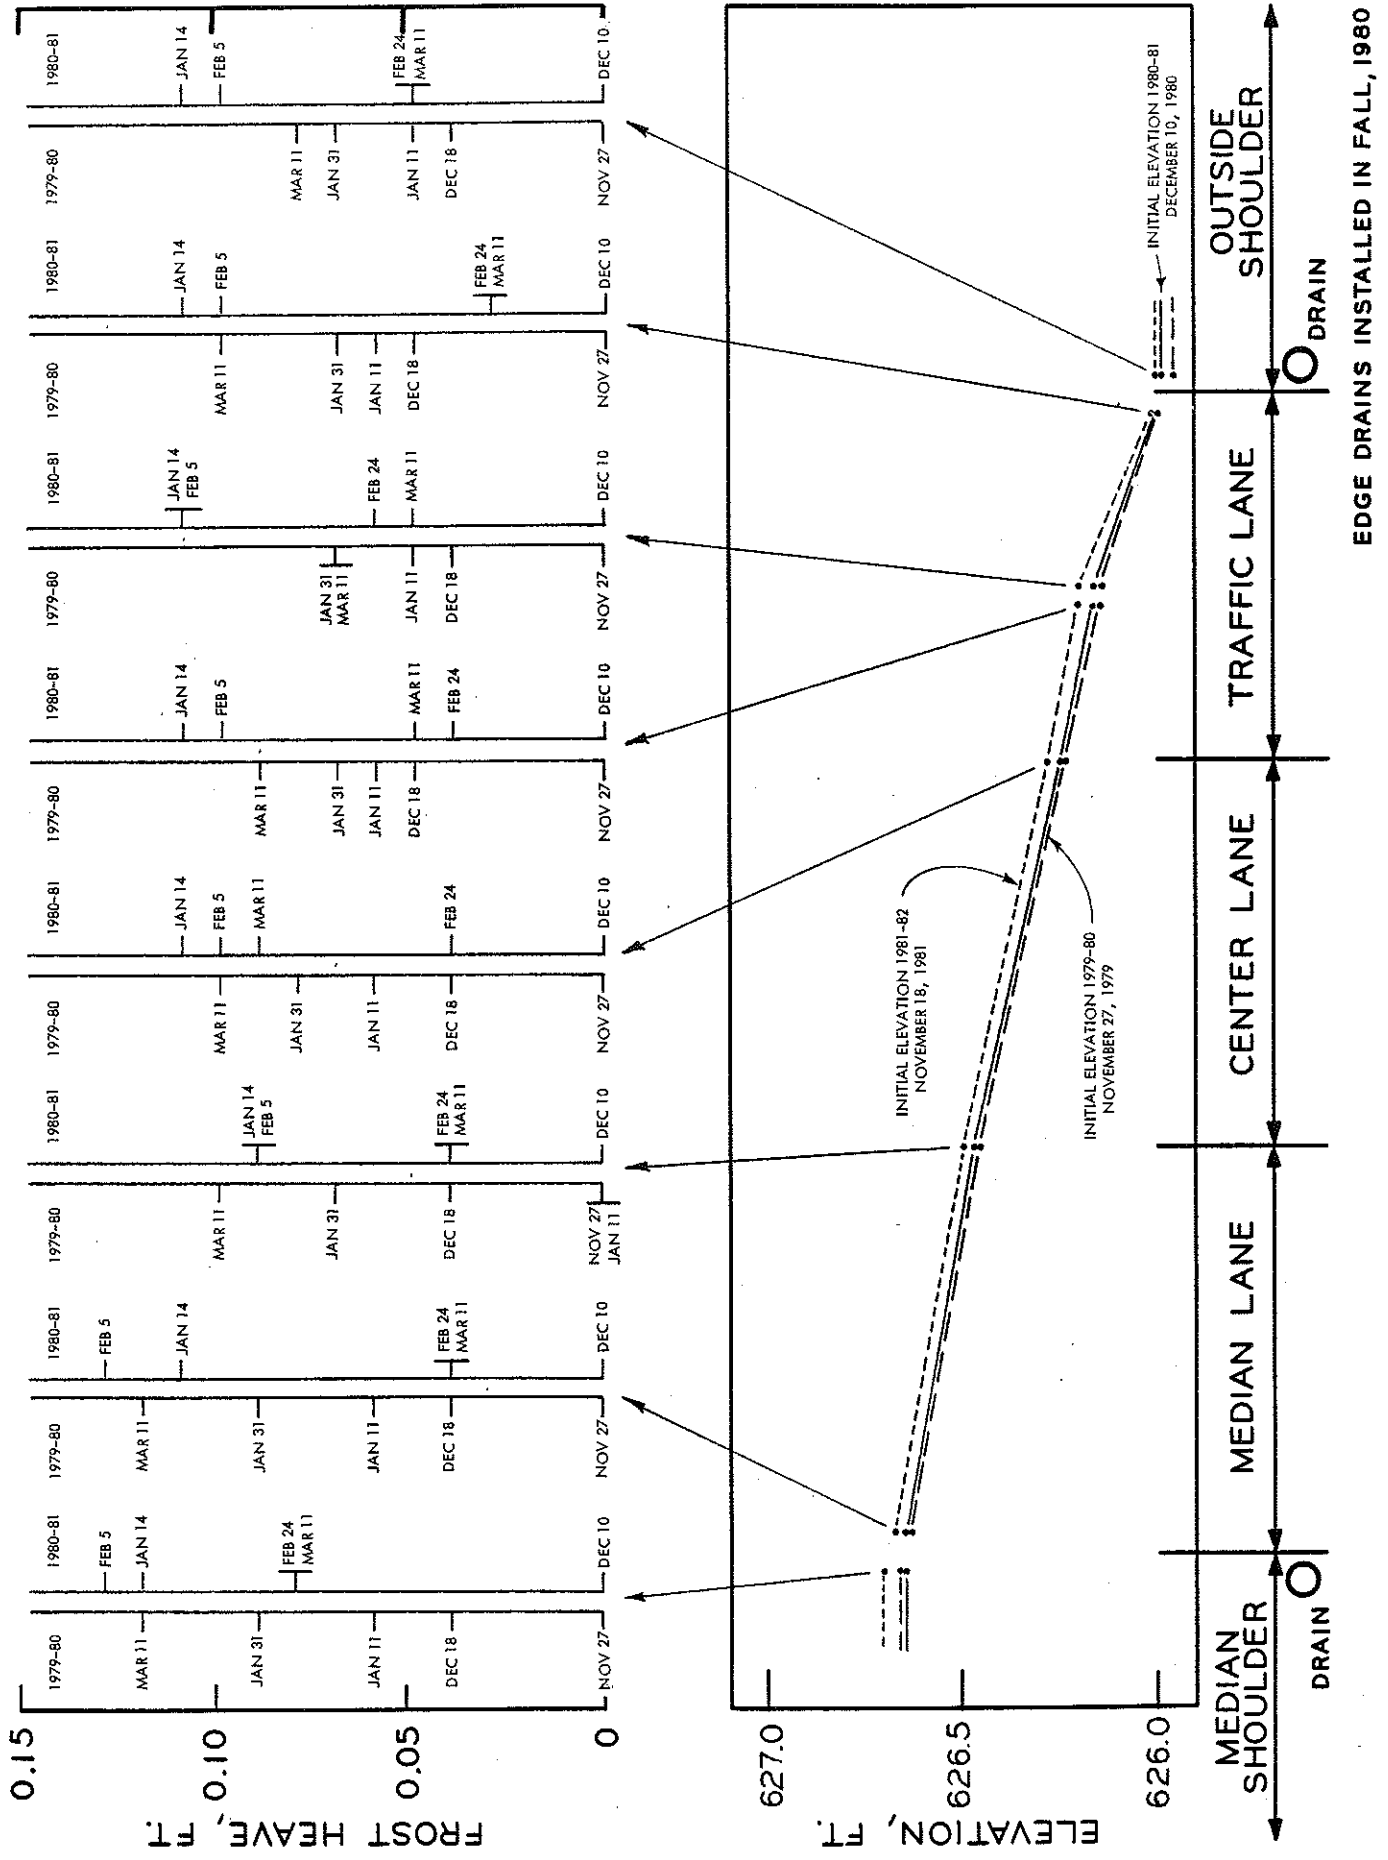 FROST HEAVE, FT.
0.15
0.10
0.05
0
1979-80
MAR 11
JAN 31
JAN 11
DEC 18
NOV 27
1980-81
FEB 5
JAN 14
FEB 24
MAR 11
DEC 10
1979-80
MAR 11
JAN 31
JAN 11
DEC 18
NOV 27
1980-81
FEB 5
JAN 14
FEB 24
MAR 11
DEC 10
1979-80
MAR 11
JAN 31
DEC 18
NOV 27
JAN 11
1980-81
JAN 14
FEB 5
FEB 24
MAR 11
DEC 10
1979-80
MAR 11
JAN 31
JAN 11
DEC 18
NOV 27
1980-81
JAN 14
FEB 5
MAR 11
FEB 24
DEC 10
1979-80
MAR 11
JAN 31
JAN 11
DEC 18
NOV 27
1980-81
JAN 14
FEB 5
MAR 11
FEB 24
DEC 10
1979-80
JAN 31
MAR 11
JAN 11
DEC 18
NOV 27
1980-81
JAN 14
FEB 5
FEB 24
MAR 11
DEC 10
1979-80
MAR 11
JAN 31
JAN 11
DEC 18
NOV 27
1980-81
JAN 14
FEB 5
FEB 24
MAR 11
DEC 10
1979-80
MAR 11
JAN 31
JAN 11
DEC 18
NOV 27
1980-81
JAN 14
FEB 5
FEB 24
MAR 11
DEC 10
ELEVATION, FT.
627.0
626.5
626.0
INITIAL ELEVATION 1981-82
NOVEMBER 18, 1981
INITIAL ELEVATION 1979-80
NOVEMBER 27, 1979
2
INITIAL ELEVATION 1980-81
DECEMBER 10, 1980
MEDIAN
SHOULDER
MEDIAN LANE
CENTER LANE
TRAFFIC LANE
OUTSIDE
SHOULDER
DRAIN
DRAIN
EDGE DRAINS INSTALLED IN FALL, 1980